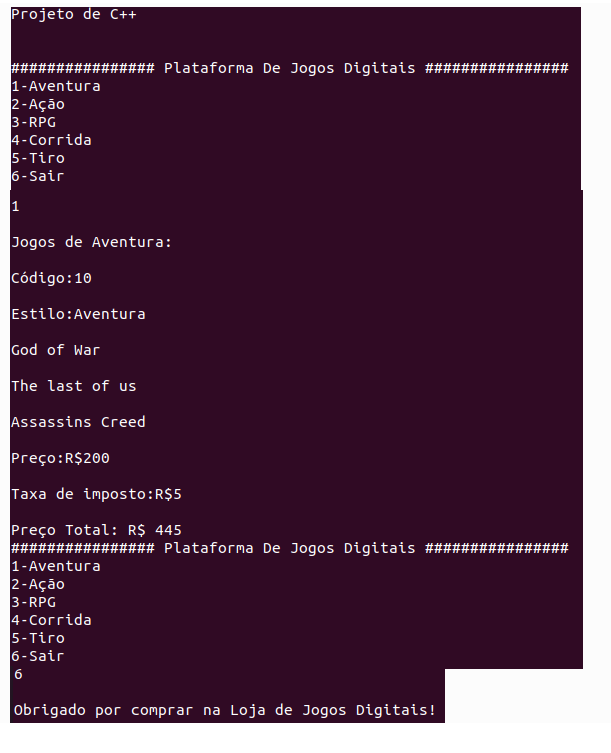 Projeto de C++
################ Plataforma De Jogos Digitais ################
1-Aventura
2-Ação
3-RPG
4-Corrida
5-Tiro
6-Sair
1
Jogos de Aventura:
Código:10
Estilo:Aventura
God of War
The last of us
Assassins Creed
Preço:R$200
Taxa de imposto:R$5
Preço Total: R$ 445
################ Plataforma De Jogos Digitais ################
1-Aventura
2-Ação
3-RPG
4-Corrida
5-Tiro
6-Sair
6
Obrigado por comprar na Loja de Jogos Digitais!